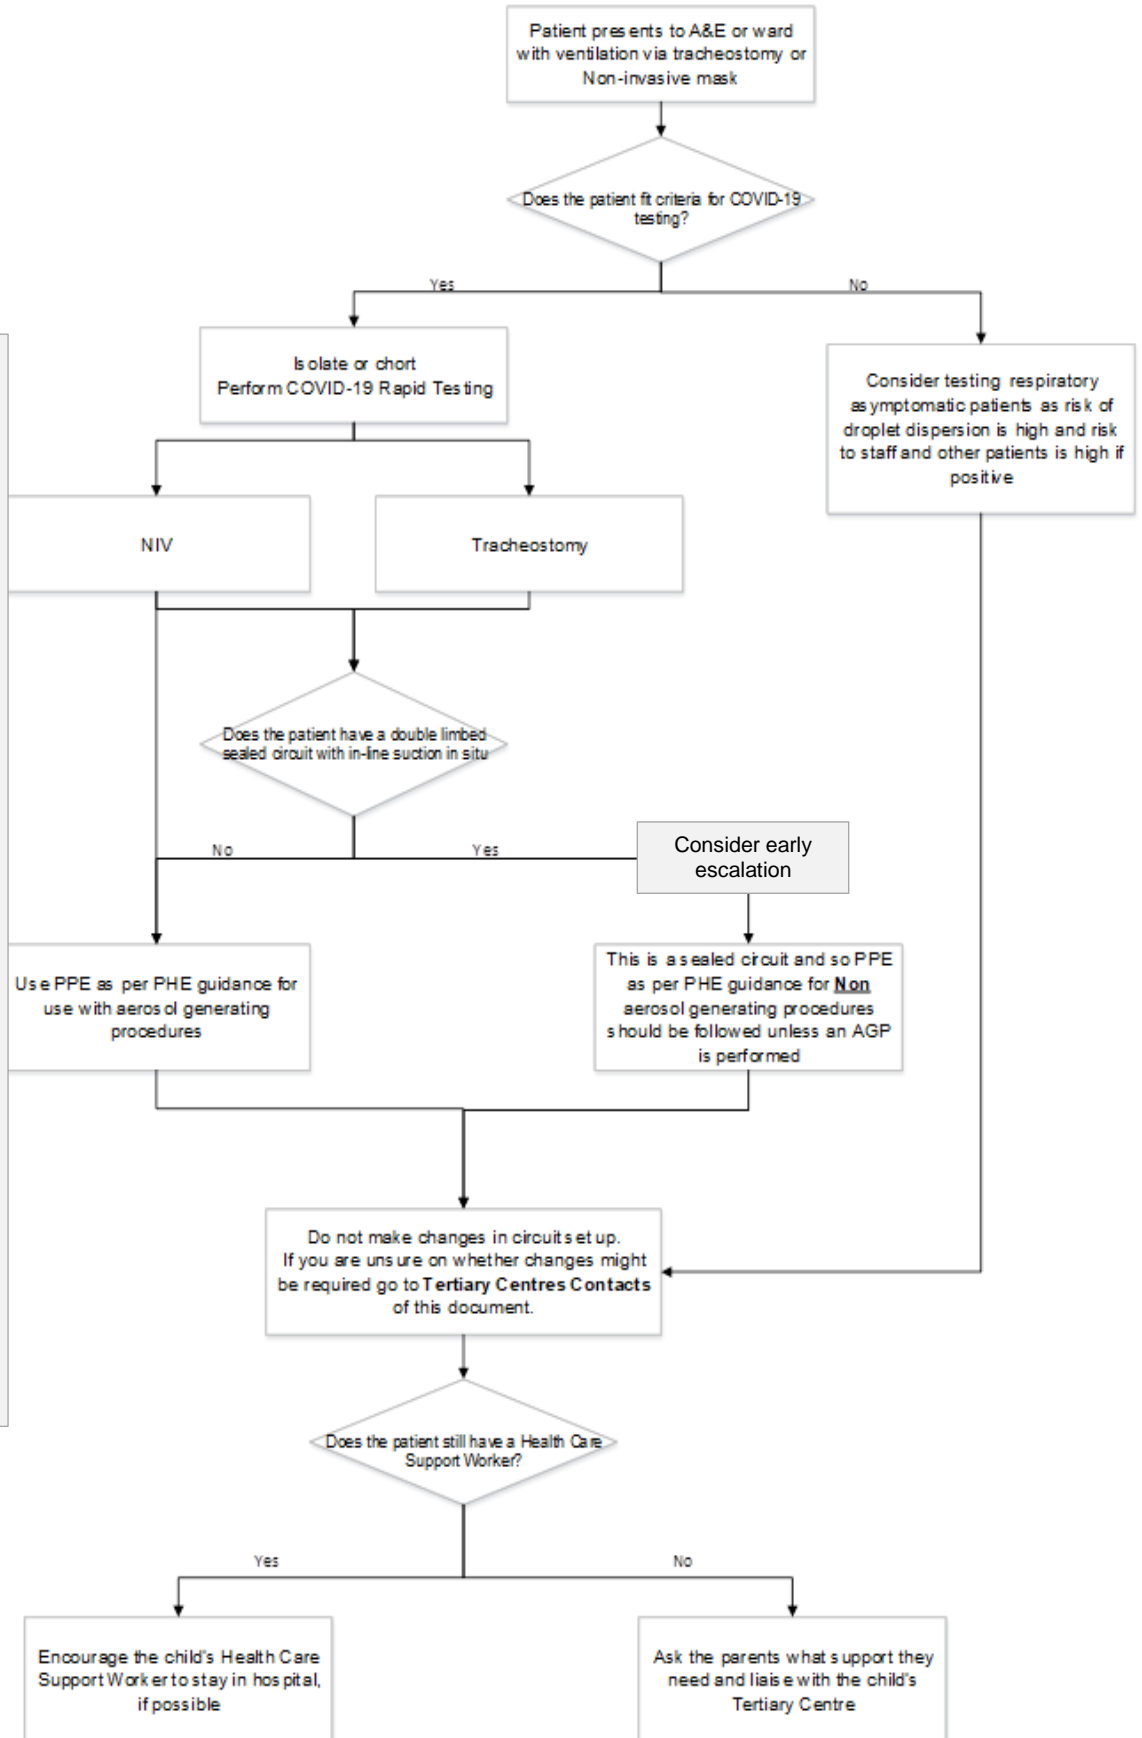 Patient presents to A&E or ward
with ventilation via tracheostomy or
Non-invasive mask
Does the patient fit criteria for COVID-19
testing?
Yes
No
Isolate or chort
Perform COVID-19 Rapid Testing
Consider testing respiratory
asymptomatic patients as risk of
droplet dispersion is high and risk
to staff and other patients is high if
positive
NIV
Tracheostomy
Does the patient have a double limbed
sealed circuit with in-line suction in situ
No
Yes
Consider early
escalation
Use PPE as per PHE guidance for
use with aerosol generating
procedures
This is a sealed circuit and so PPE
as per PHE guidance for Non
aerosol generating procedures
should be followed unless an AGP
is performed
Do not make changes in circuit set up.
If you are unsure on whether changes might
be required go to Tertiary Centres Contacts
of this document.
Does the patient still have a Health Care
Support Worker?
Yes
No
Encourage the child's Health Care
Support Worker to stay in hospital,
if possible
Ask the parents what support they
need and liaise with the child's
Tertiary Centre